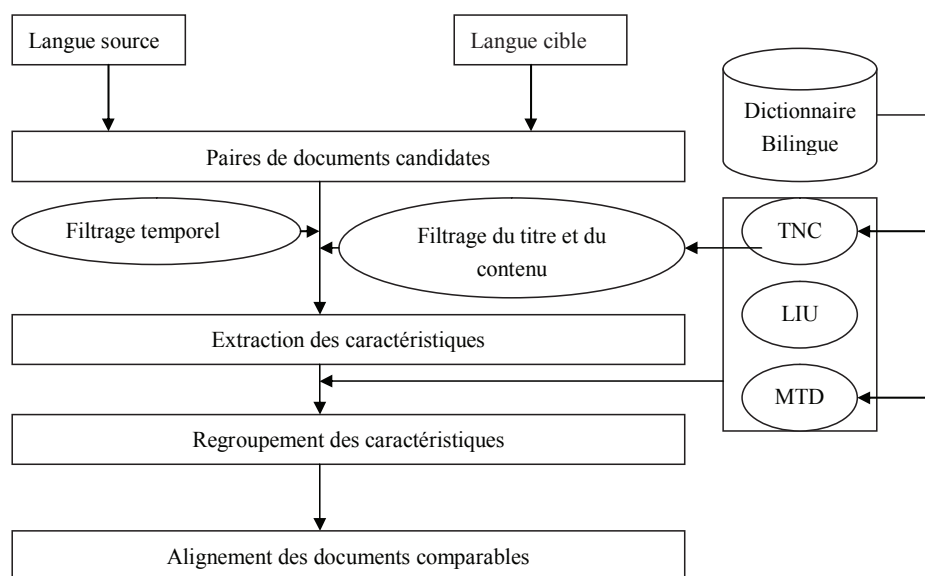 Langue source
Langue cible
Dictionnaire
Bilingue
Paires de documents candidates
Filtrage temporel
Filtrage du titre et du
contenu
TNC
LIU
Extraction des caractéristiques
MTD
Regroupement des caractéristiques
Alignement des documents comparables